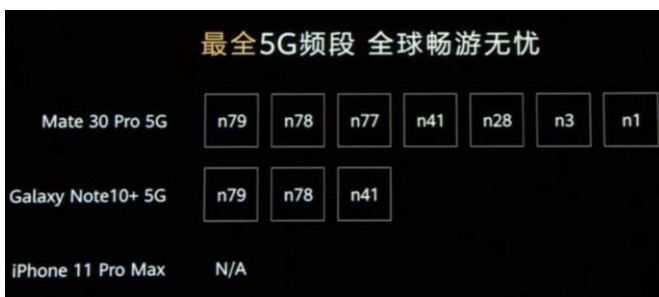 最全5G频段 全球畅游无忧
Mate 30 Pro 5G n79 n78 n77 n41 n28 n3 n1
Galaxy Note10+ 5G n79 n78 n41
iPhone 11 Pro Max N/A